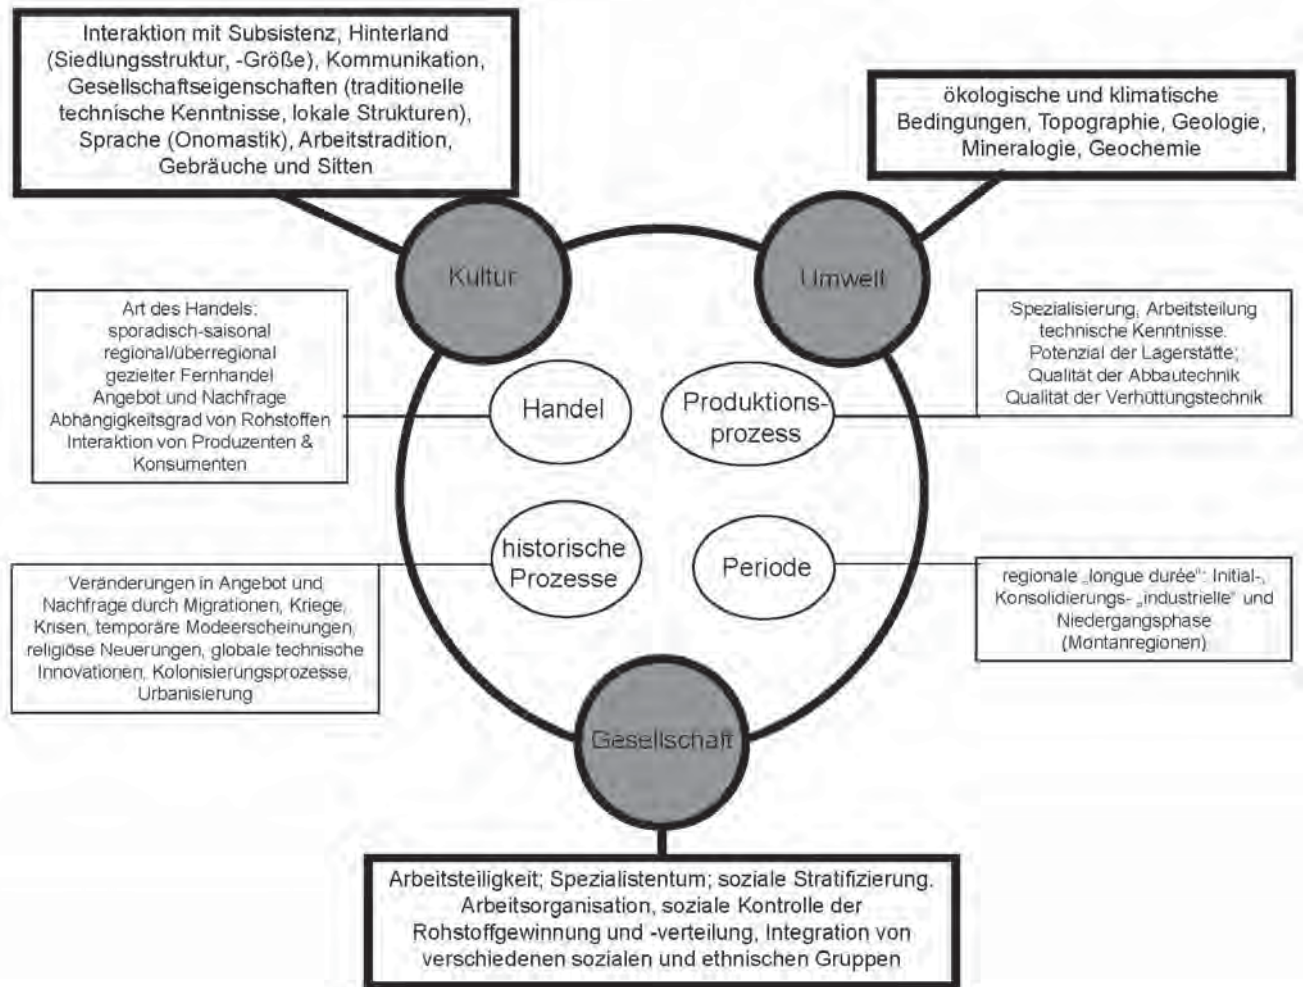 Interaktion mit Subsistenz, Hinterland
(Siedlungsstruktur, -Größe), Kommunikation,
Gesellschaftseigenschaften (traditionelle
technische Kenntnisse, lokale Strukturen),
Sprache (Onomastik), Arbeitstradition,
Gebräuche und Sitten
ökologische und klimatische
Bedingungen, Topographie, Geologie,
Mineralogie, Geochemie
Kultur
Umwelt
Art des Handels:
sporadisch-saisonal
regional/überregional
gezielter Fernhandel
Angebot und Nachfrage
Abhängigkeitsgrad von Rohstoffen
Interaktion von Produzenten &
Konsumenten
Handel
Produktions-
prozess
Spezialisierung, Arbeitsteilung
technische Kenntnisse.
Potenzial der Lagerstätte;
Qualität der Abbautechnik
Qualität der Verhüttungstechnik
historische
Prozesse
Periode
Veränderungen in Angebot und
Nachfrage durch Migrationen, Kriege,
Krisen, temporäre Modeerscheinungen,
religiöse Neuerungen, globale technische
Innovationen, Kolonisierungsprozesse,
Urbanisierung
regionale „longue durée“: Initial-,
Konsolidierungs- „industrielle“ und
Niedergangsphase
(Montanregionen)
Gesellschaft
Arbeitsteiligkeit; Spezialistentum; soziale Stratifizierung.
Arbeitsorganisation, soziale Kontrolle der
Rohstoffgewinnung und -verteilung, Integration von
verschiedenen sozialen und ethnischen Gruppen